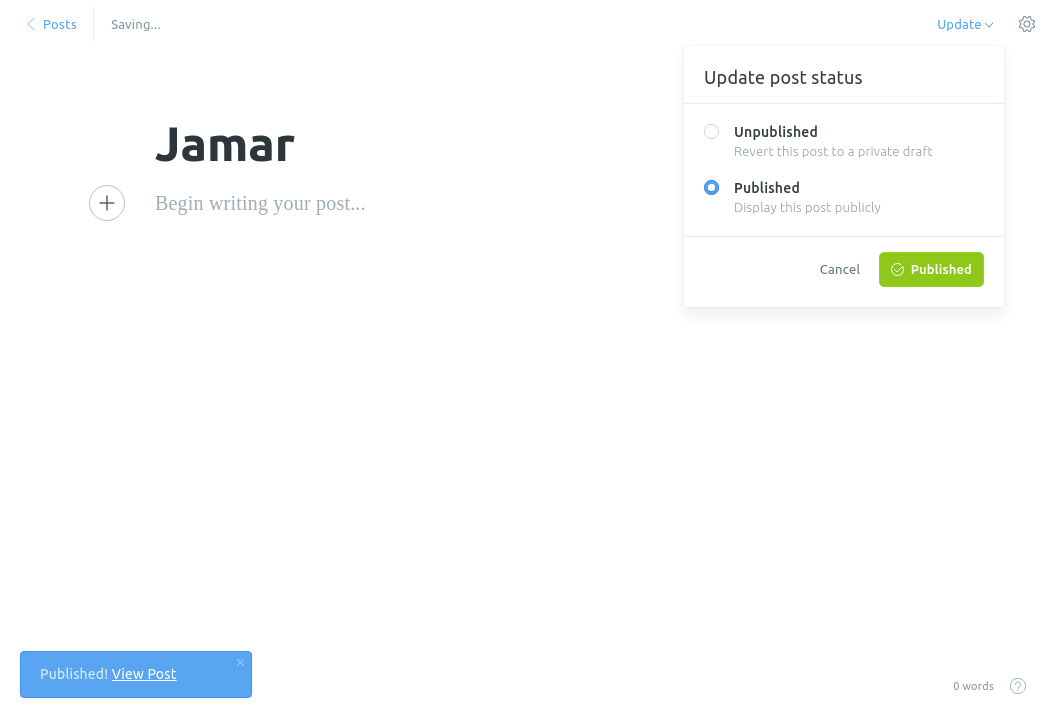 Posts
Saving...
Update
Update post status
Unpublished
Revert this post to a private draft
Published
Display this post publicly
Cancel
Published
Jamar
Begin writing your post...
Published! View Post
0 words